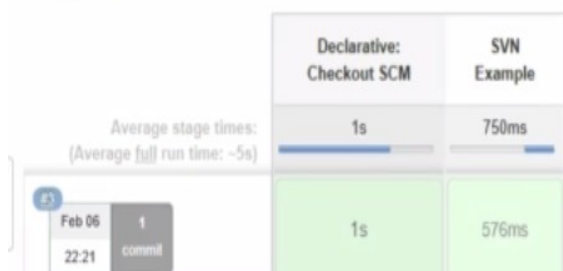 Declarative:
Checkout SCM
SVN
Example
Average stage times:
(Average full run time: ~5s)
1s
750ms
#3
Feb 06
22:21
1
commit
1s
576ms